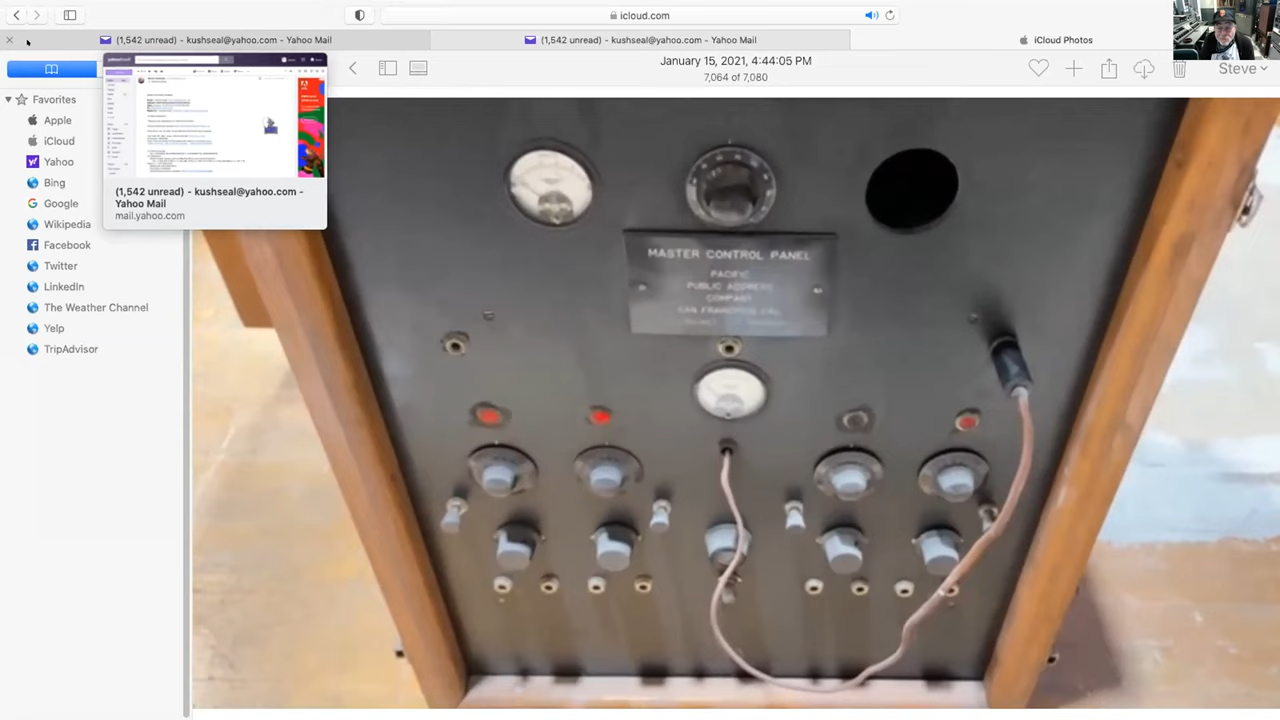 icloud.com
(1,542 unread) - kushseal@yahoo.com - Yahoo Mail
(1,542 unread) - kushseal@yahoo.com - Yahoo Mail
iCloud Photos
January 15, 2021, 4:44:05 PM
7,064 of 7,080
Steve
Favorites
Apple
iCloud
Yahoo
Bing
Google
Wikipedia
Facebook
Twitter
LinkedIn
The Weather Channel
Yelp
TripAdvisor
(1,542 unread) - kushseal@yahoo.com -
Yahoo Mail
mail.yahoo.com
MASTER CONTROL PANEL
PACIFIC
PUBLIC ADDRESS
COMPANY
SAN FRANCISCO, CAL.